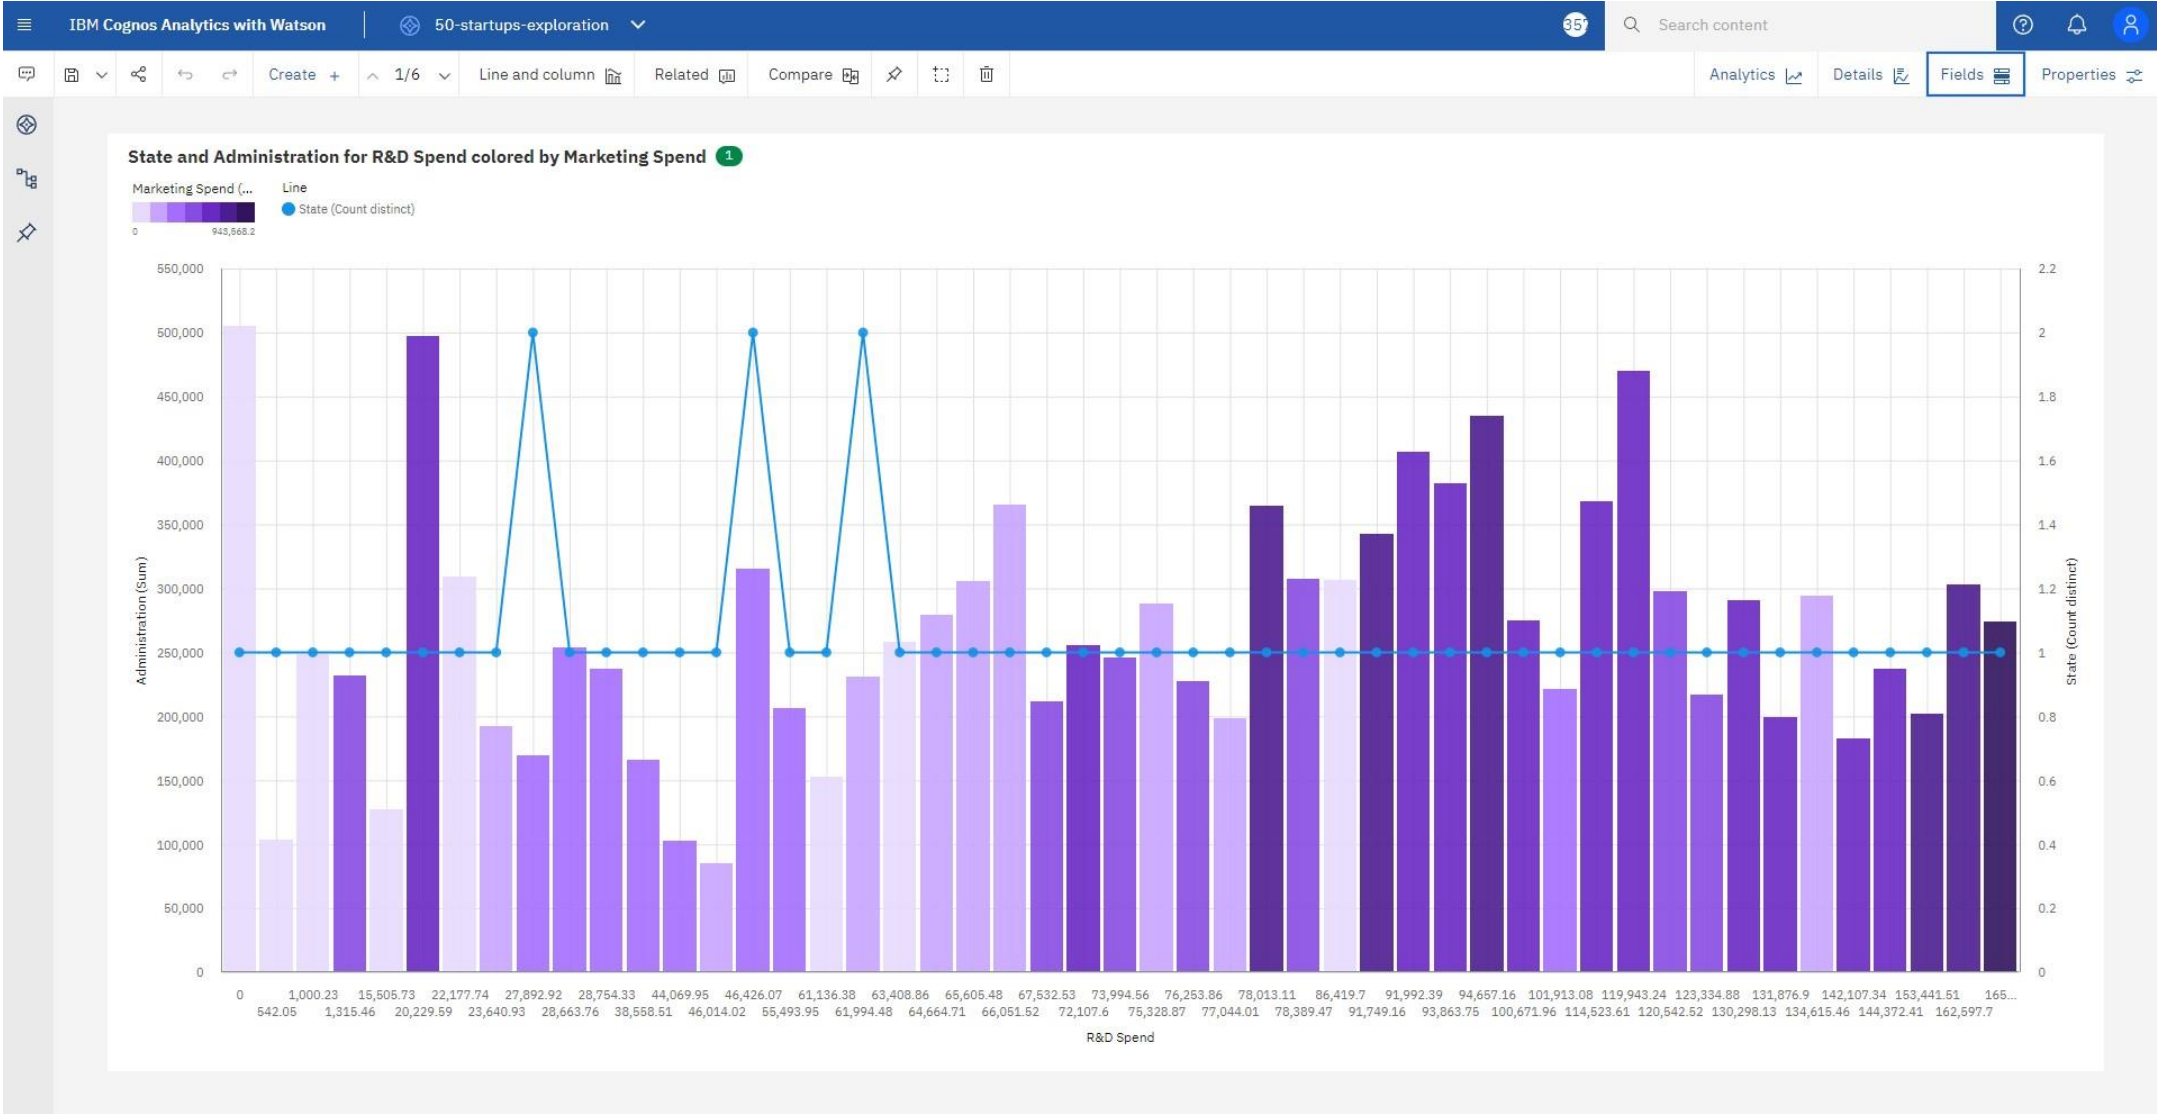 IBM Cognos Analytics with Watson
50-startups-exploration
357
Search content
Create +
1/6
Line and column
Related
Compare
Analytics
Details
Fields
Properties
State and Administration for R&D Spend colored by Marketing Spend 1
Marketing Spend (...
0 943,568.2
Line
State (Count distinct)
Administration (Sum)
550,000
500,000
450,000
400,000
350,000
300,000
250,000
200,000
150,000
100,000
50,000
0
2.2
2
1.8
1.6
1.4
1.2
1
0.8
0.6
0.4
0.2
0
State (Count distinct)
0 1,000.23 15,505.73 22,177.74 27,892.92 28,754.33 44,069.95 46,426.07 61,136.38 63,408.86 65,605.48 67,532.53 73,994.56 76,253.86 78,013.11 86,419.7 91,992.39 94,657.16 101,913.08 119,943.24 123,334.88 131,876.9 142,107.34 153,441.51 165...
542.05 1,315.46 20,229.59 23,640.93 28,663.76 38,558.51 46,014.02 55,493.95 61,994.48 64,664.71 66,051.52 72,107.6 75,328.87 77,044.01 78,389.47 91,749.16 93,863.75 100,671.96 114,523.61 120,542.52 130,298.13 134,615.46 144,372.41 162,597.7
R&D Spend